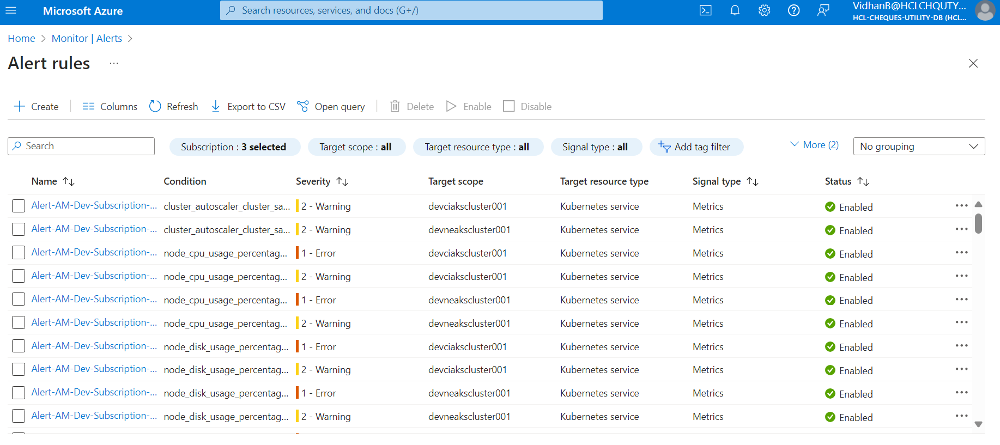 Microsoft Azure
Search resources, services, and docs (G+/)
VidhanB@HCLCHQUTY...
HCL-CHEQUES-UTILITY-DB (HCL...
Home > Monitor | Alerts >
Alert rules ...
Create Columns Refresh Export to CSV Open query Delete Enable Disable
Search Subscription : 3 selected Target scope : all Target resource type : all Signal type : all Add tag filter More (2) No grouping
Name Condition Severity Target scope Target resource type Signal type Status
Alert-AM-Dev-Subscription-... cluster_autoscaler_cluster_sa... 2 - Warning devciakscluster001 Kubernetes service Metrics Enabled ...
Alert-AM-Dev-Subscription-... cluster_autoscaler_cluster_sa... 2 - Warning devneakscluster001 Kubernetes service Metrics Enabled ...
Alert-AM-Dev-Subscription-... node_cpu_usage_percentag... 1 - Error devciakscluster001 Kubernetes service Metrics Enabled ...
Alert-AM-Dev-Subscription-... node_cpu_usage_percentag... 2 - Warning devciakscluster001 Kubernetes service Metrics Enabled ...
Alert-AM-Dev-Subscription-... node_cpu_usage_percentag... 1 - Error devneakscluster001 Kubernetes service Metrics Enabled ...
Alert-AM-Dev-Subscription-... node_cpu_usage_percentag... 2 - Warning devneakscluster001 Kubernetes service Metrics Enabled ...
Alert-AM-Dev-Subscription-... node_disk_usage_percentag... 1 - Error devciakscluster001 Kubernetes service Metrics Enabled ...
Alert-AM-Dev-Subscription-... node_disk_usage_percentag... 2 - Warning devciakscluster001 Kubernetes service Metrics Enabled ...
Alert-AM-Dev-Subscription-... node_disk_usage_percentag... 1 - Error devneakscluster001 Kubernetes service Metrics Enabled ...
Alert-AM-Dev-Subscription-... node_disk_usage_percentag... 2 - Warning devneakscluster001 Kubernetes service Metrics Enabled ...